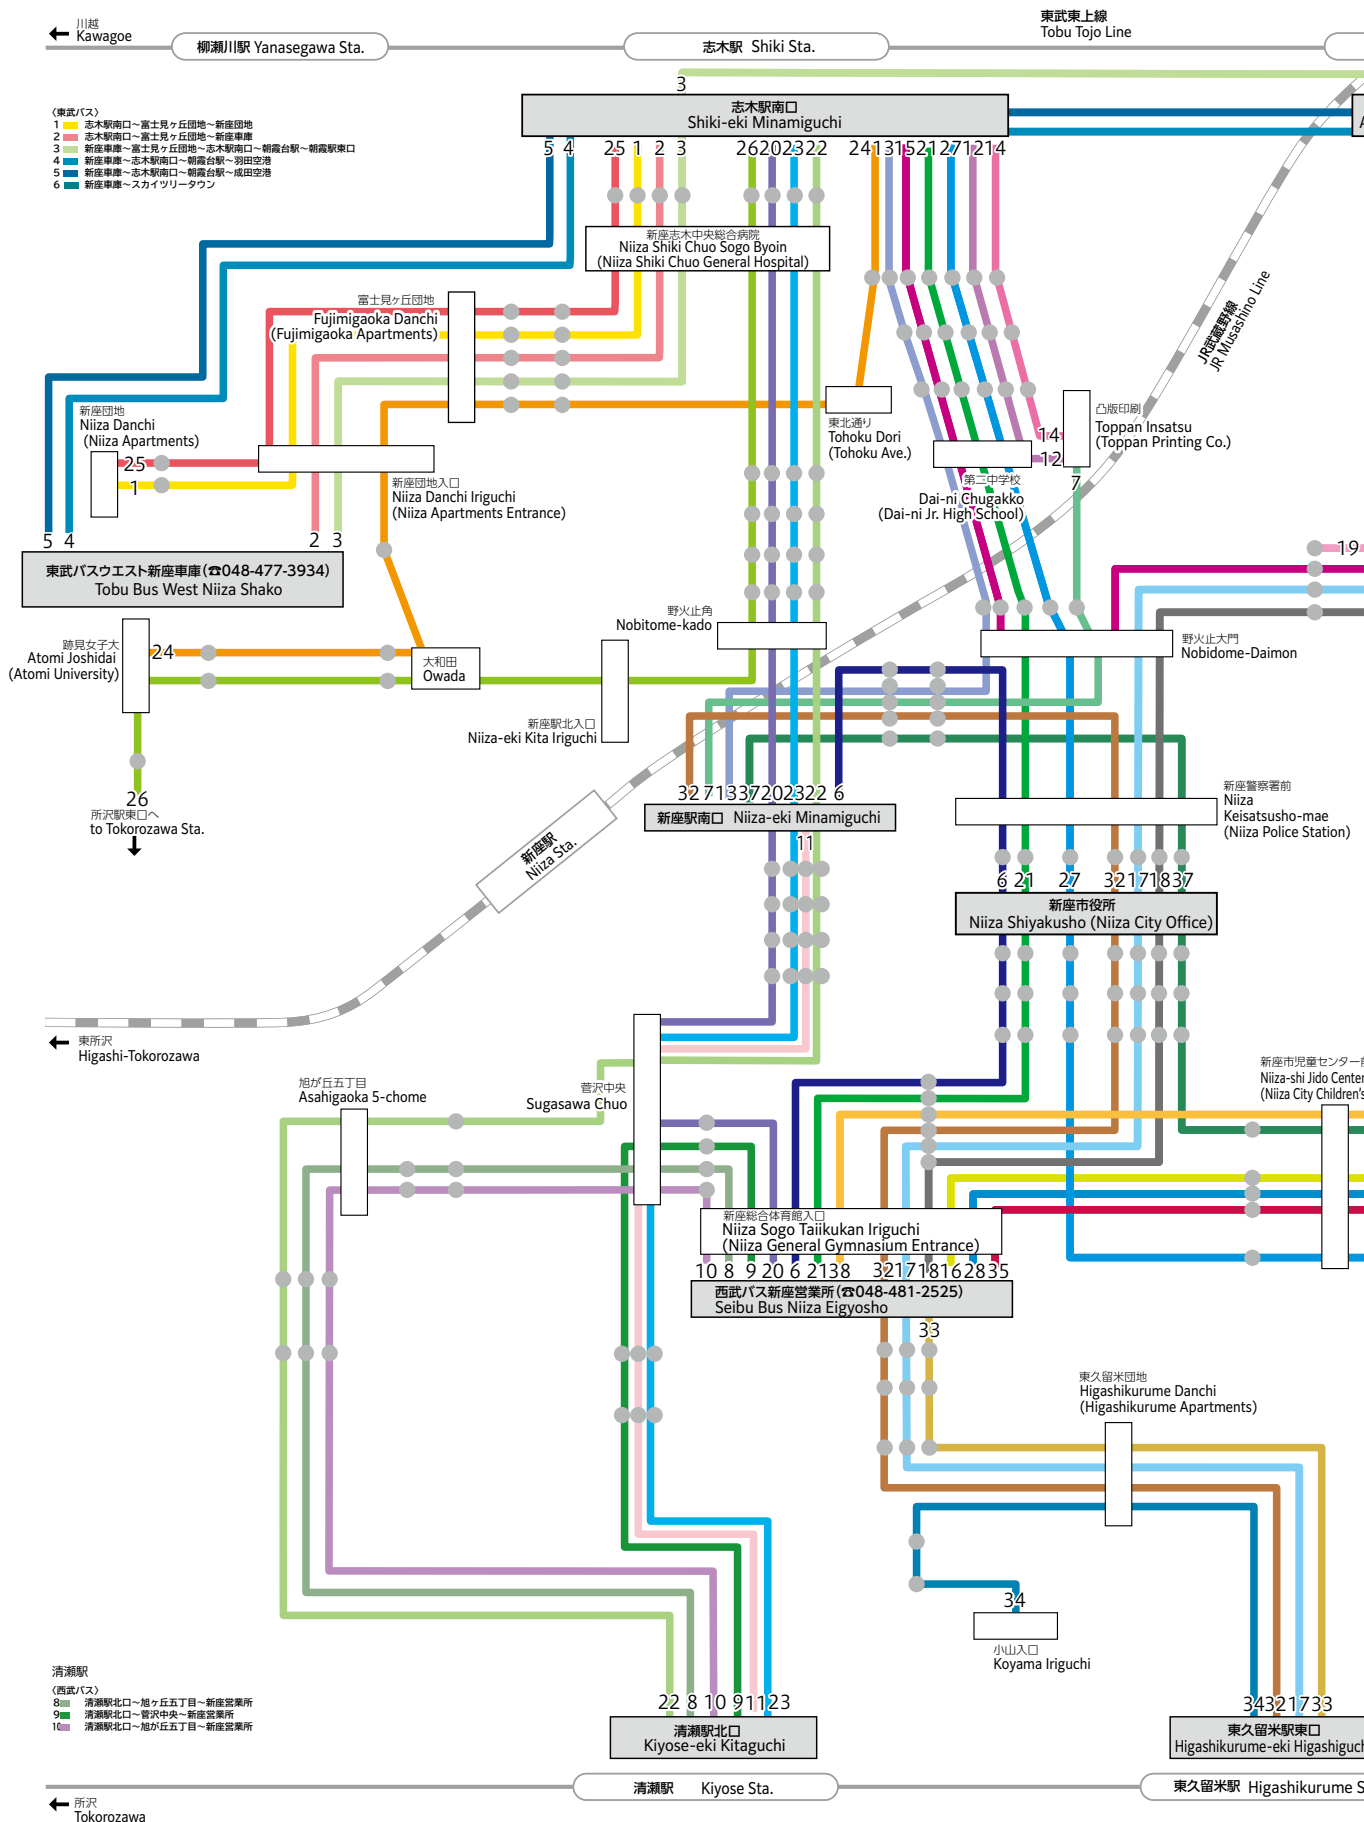 川越
Kawagoe
柳瀬川駅 Yanasegawa Sta.
志木駅 Shiki Sta.
東武東上線
Tobu Tojo Line
3
志木駅南口
Shiki-eki Minamiguchi
A
〈東武バス〉
1 志木駅南口~富士見ヶ丘団地~新座団地
2 志木駅南口~富士見ヶ丘団地~新座車庫
3 新座車庫~富士見ヶ丘団地~志木駅南口~朝霞台駅~朝霞駅東口
4 新座車庫~志木駅南口~朝霞台駅~羽田空港
5 新座車庫~志木駅南口~朝霞台駅~成田空港
6 新座車庫~スカイツリータウン
5 4 25 1 2 3 26 20 23 22 24 13 15 21 27 12 14
新座志木中央総合病院
Niiza Shiki Chuo Sogo Byoin
(Niiza Shiki Chuo General Hospital)
富士見ヶ丘団地
Fujimigaoka Danchi
(Fujimigaoka Apartments)
JR武蔵野線
JR Musashino Line
新座団地
Niiza Danchi
(Niiza Apartments)
25
1
東北通り
Tohoku Dori
(Tohoku Ave.)
凸版印刷
Toppan Insatsu
(Toppan Printing Co.)
14
12
7
新座団地入口
Niiza Danchi Iriguchi
(Niiza Apartments Entrance)
第二中学校
Dai-ni Chugakko
(Dai-ni Jr. High School)
5 4 2 3
19
東武バスウエスト新座車庫(☎048-477-3934)
Tobu Bus West Niiza Shako
野火止角
Nobitome-kado
野火止大門
Nobidome-Daimon
跡見女子大
Atomi Joshidai
(Atomi University)
24
大和田
Owada
新座駅北入口
Niiza-eki Kita Iriguchi
26
所沢駅東口へ
to Tokorozawa Sta.
32 7 13 37 20 23 22 6
新座駅南口 Niiza-eki Minamiguchi
11
新座警察署前
Niiza
Keisatsusho-mae
(Niiza Police Station)
新座駅
Niiza Sta.
6 21 27 32 17 18 37
新座市役所
Niiza Shiyakusho (Niiza City Office)
東所沢
Higashi-Tokorozawa
新座市児童センター前
Niiza-shi Jido Center
(Niiza City Children's
旭が丘五丁目
Asahigaoka 5-chome
菅沢中央
Sugasawa Chuo
新座総合体育館入口
Niiza Sogo Taiikukan Iriguchi
(Niiza General Gymnasium Entrance)
10 8 9 20 6 21 38 32 17 18 16 28 35
西武バス新座営業所(☎048-481-2525)
Seibu Bus Niiza Eigyosho
33
東久留米団地
Higashikurume Danchi
(Higashikurume Apartments)
34
小山入口
Koyama Iriguchi
清瀬駅
〈西武バス〉
8 清瀬駅北口~旭ヶ丘五丁目~新座営業所
9 清瀬駅北口~菅沢中央~新座営業所
10 清瀬駅北口~旭が丘五丁目~新座営業所
22 8 10 9 11 23
清瀬駅北口
Kiyose-eki Kitaguchi
34 32 17 33
東久留米駅東口
Higashikurume-eki Higashiguch
清瀬駅 Kiyose Sta.
東久留米駅 Higashikurume S
所沢
Tokorozawa